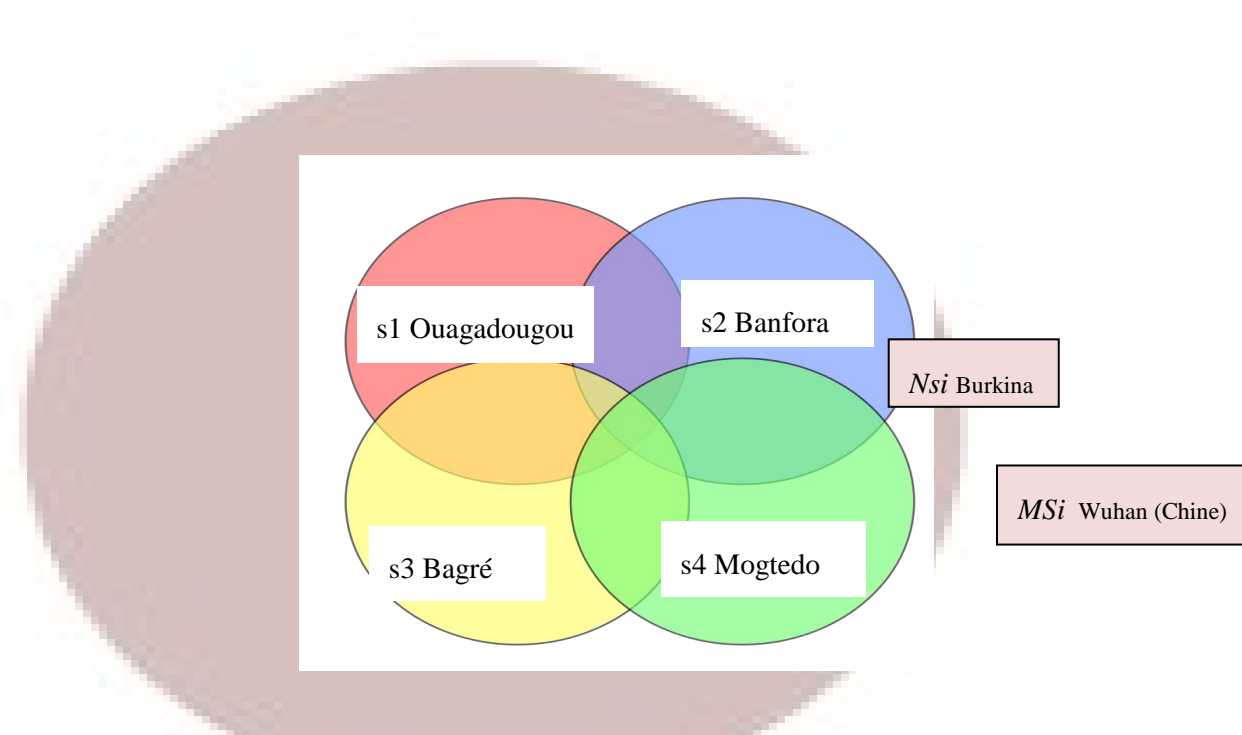 s1 Ouagadougou
s2 Banfora
Nsi Burkina
MSi Wuhan (Chine)
s3 Bagré
s4 Mogtedo